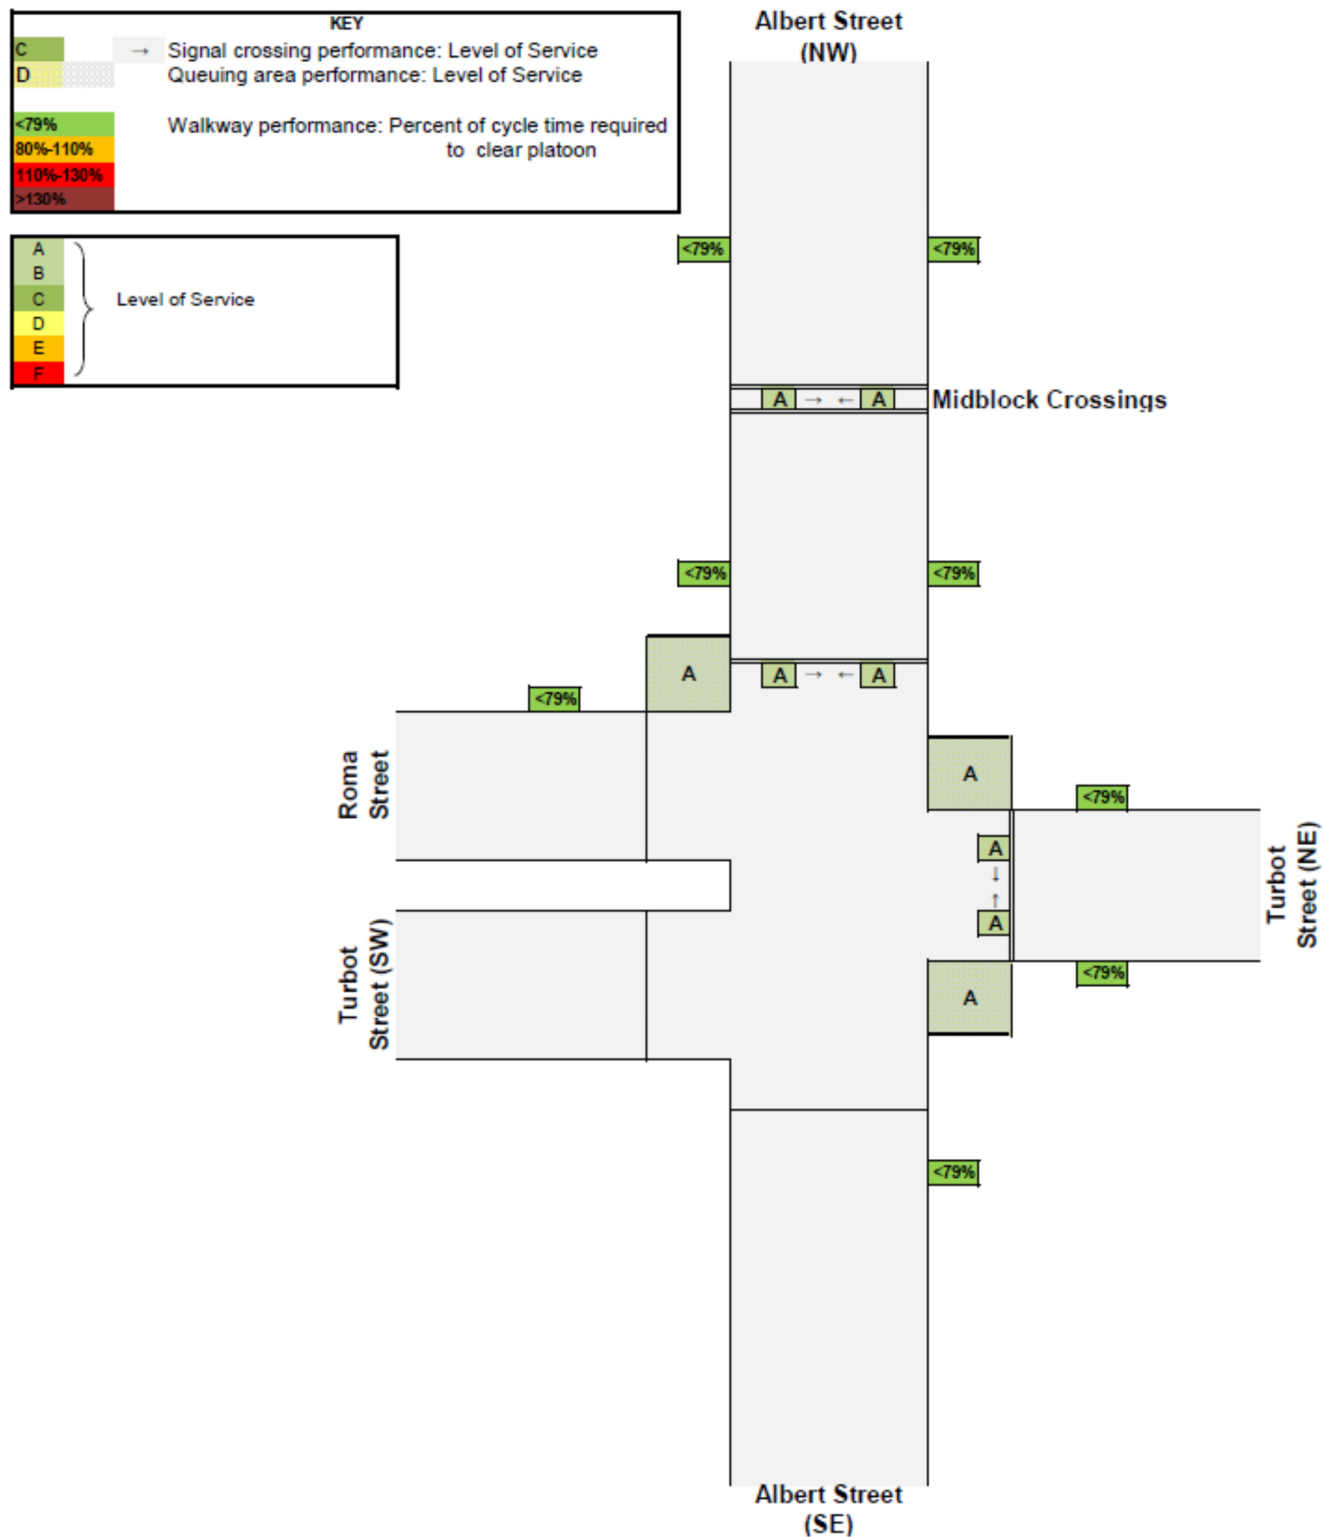 KEY
C → Signal crossing performance: Level of Service
D Queuing area performance: Level of Service
<79% Walkway performance: Percent of cycle time required
80%-110% to clear platoon
110%-130%
>130%
A
B
C Level of Service
D
E
F
Albert Street
(NW)
<79% <79%
A → ← A Midblock Crossings
<79% <79%
A A → ← A
<79%
Roma
Street
A
<79%
A
↓
↑
A
Turbot
Street (NE)
Turbot
Street (SW)
A <79%
<79%
Albert Street
(SE)